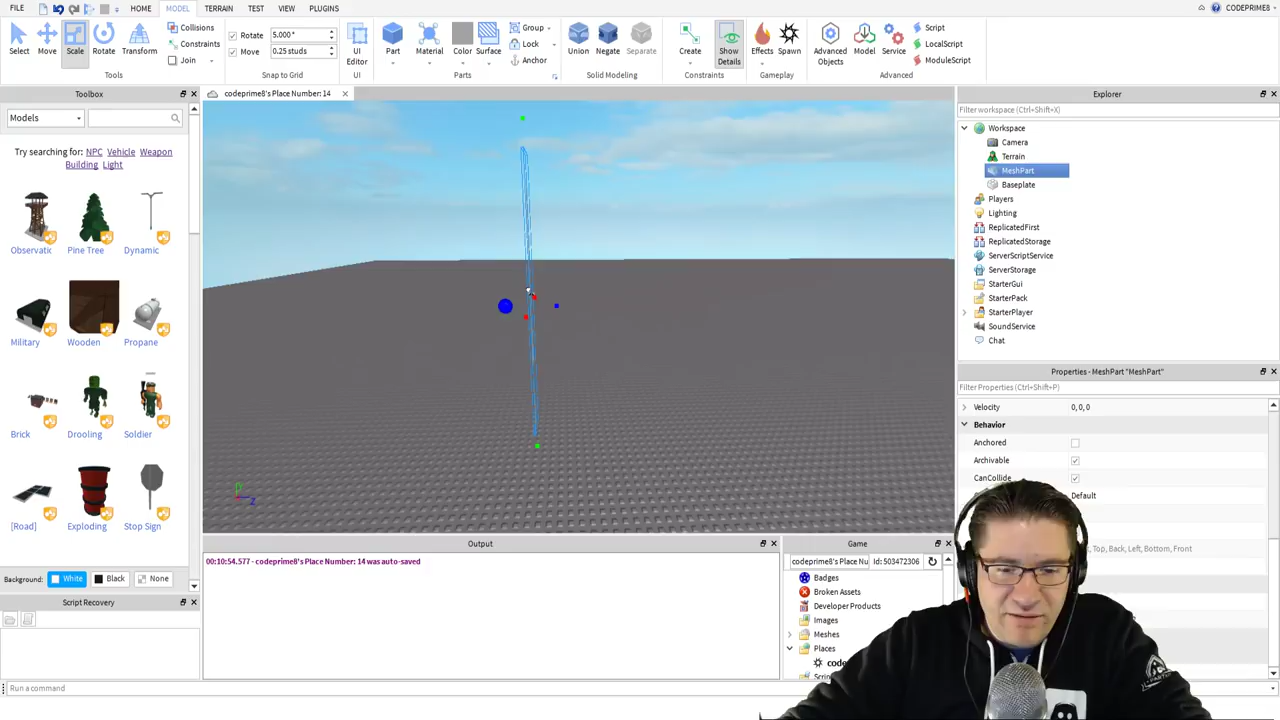 FILE HOME MODEL TERRAIN TEST VIEW PLUGINS CODEPRIME8
Select Move Scale Rotate Transform
Collisions
Constraints
Join
Tools
Rotate 5.000°
Move 0.25 studs
Snap to Grid
UI
Editor
UI
Part Material Color Surface
Group
Lock
Anchor
Parts
Union Negate Separate
Solid Modeling
Create Show
Details
Constraints
Effects Spawn
Gameplay
Advanced
Objects
Model Service
Script
LocalScript
ModuleScript
Advanced
Toolbox
Models
Try searching for: NPC Vehicle Weapon
Building Light
Observatic Pine Tree Dynamic
Military Wooden Propane
Brick Drooling Soldier
[Road] Exploding Stop Sign
Background: White Black None
Script Recovery
codeprime8's Place Number: 14
Y
Z
Output
00:10:54.577 - codeprime8's Place Number: 14 was auto-saved
Game
codeprime8's Place Nu Id: 503472306
Badges
Broken Assets
Developer Products
Images
Meshes
Places
code
Scri
Explorer
Filter workspace (Ctrl+Shift+X)
Workspace
Camera
Terrain
MeshPart
Baseplate
Players
Lighting
ReplicatedFirst
ReplicatedStorage
ServerScriptService
ServerStorage
StarterGui
StarterPack
StarterPlayer
SoundService
Chat
Properties - MeshPart "MeshPart"
Filter Properties (Ctrl+Shift+P)
Velocity 0, 0, 0
Behavior
Anchored
Archivable
CanCollide
Default
, Top, Back, Left, Bottom, Front
Run a command